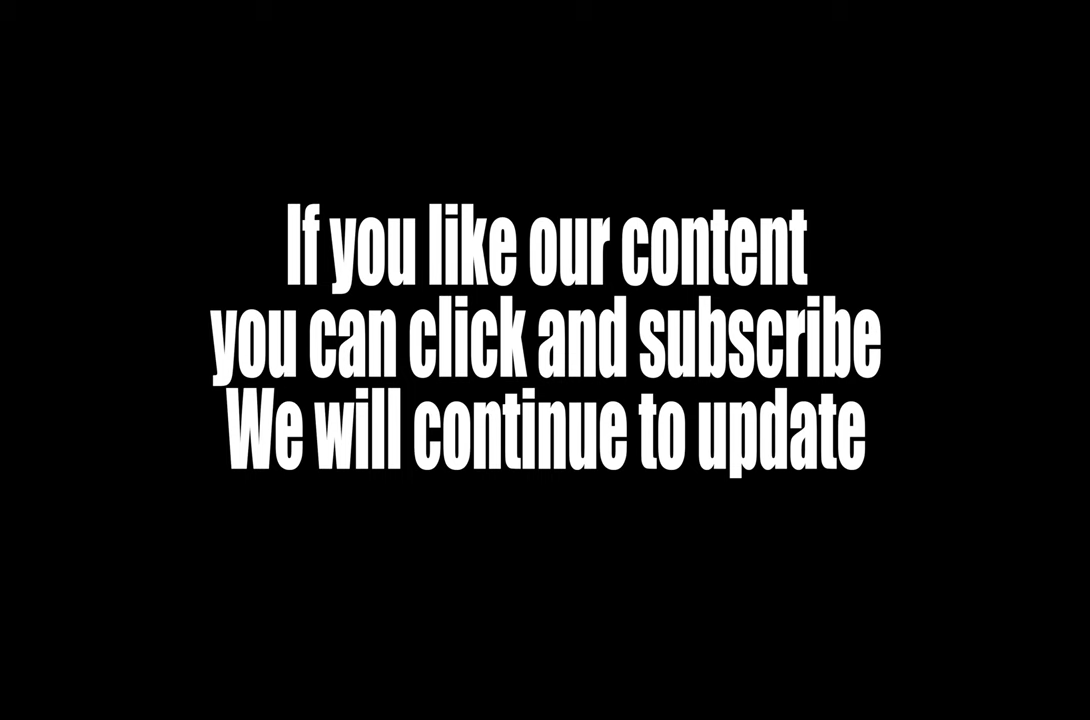 If you like our content
you can click and subscribe
We will continue to update